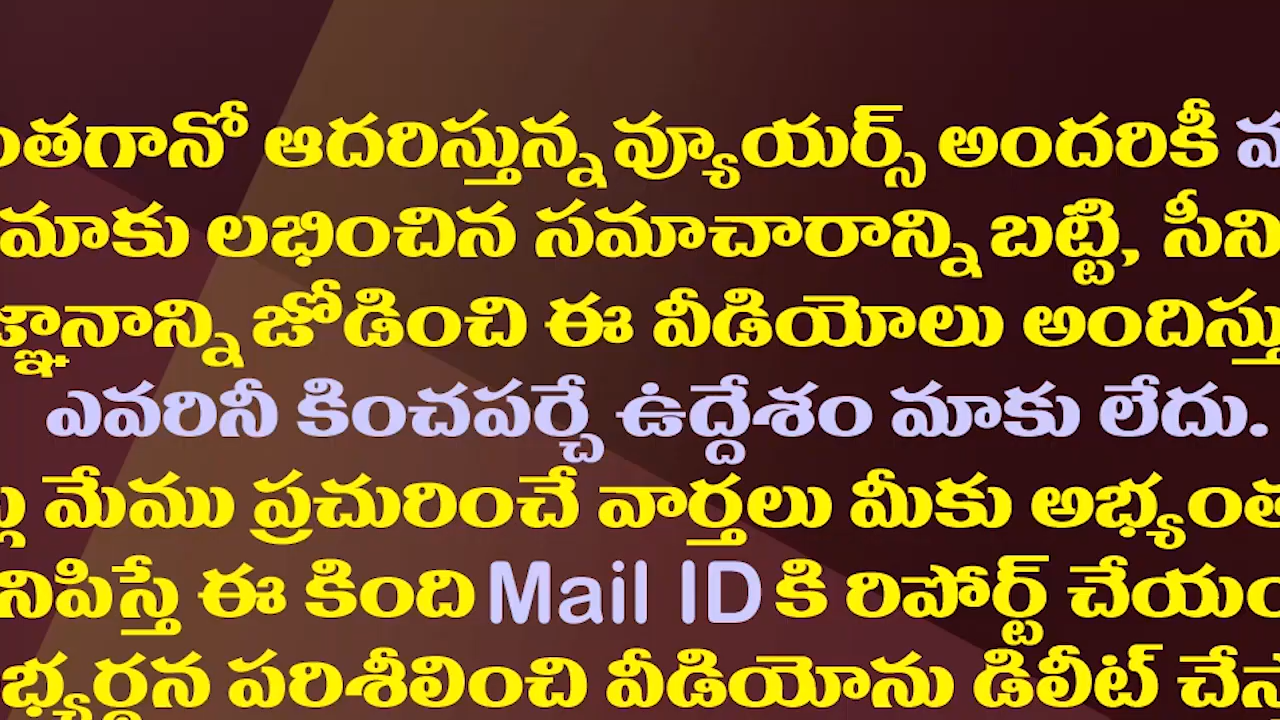 ఆదరిస్తున్న వ్యూయర్స్ అందరికీ
మాకు లభించిన సమాచారాన్ని బట్టి,
జ్ఞానాన్ని జోడించి ఈ వీడియోలు
ఎవరినీ కించపర్చే ఉద్దేశం మాకు లేదు.
మేము ప్రచురించే వార్తలు మీకు
ఈ కింది Mail ID కి రిపోర్ట్
పరిశీలించి వీడియోను డిలీట్